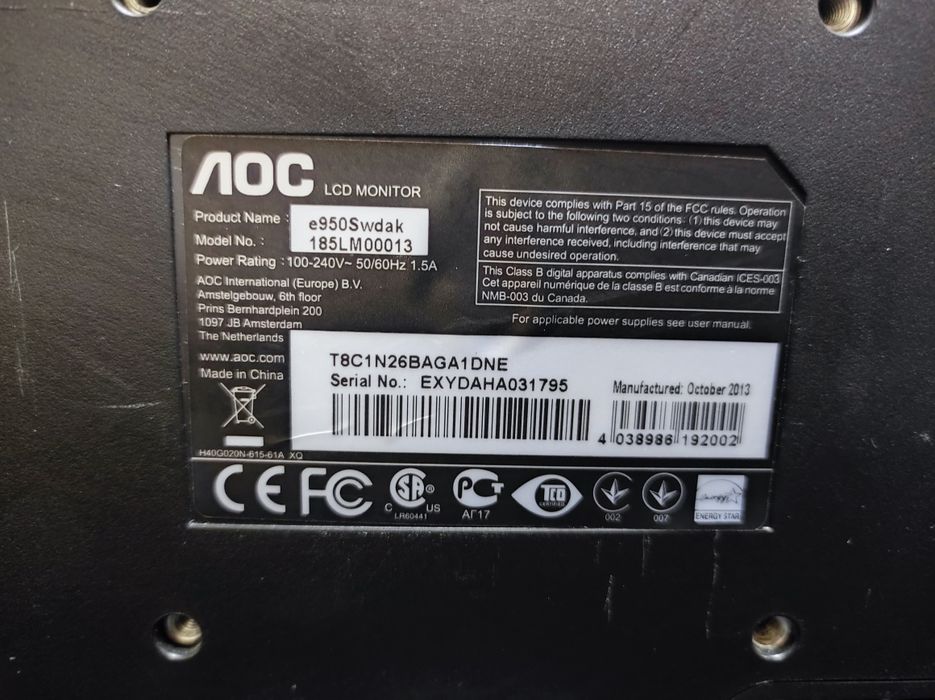 AOC LCD MONITOR
Product Name : e950Swdak
Model No. : 185LM00013
Power Rating : 100-240V~ 50/60Hz 1.5A
AOC International (Europe) B.V.
Amstelgebouw, 6th floor
Prins Bernhardplein 200
1097 JB Amsterdam
The Netherlands
www.aoc.com
Made in China
H40G020N-615-61A XQ
This device complies with Part 15 of the FCC rules. Operation
is subject to the following two conditions: (1) this device may
not cause harmful interference, and (2) this device must accept
any interference received, including interference that may
cause undesired operation.
This Class B digital apparatus complies with Canadian ICES-003
Cet appareil numérique de la classe B est conforme à la norme
NMB-003 du Canada.
For applicable power supplies see user manual.
T8C1N26BAGA1DNE
Serial No.: EXYDAHA031795
Manufactured: October 2013
4 038986 192002
CE FC C SA ® US
LR60441
РСТ
АГ17
TCO
CERTIFIED
002
007
energy
ENERGY STAR